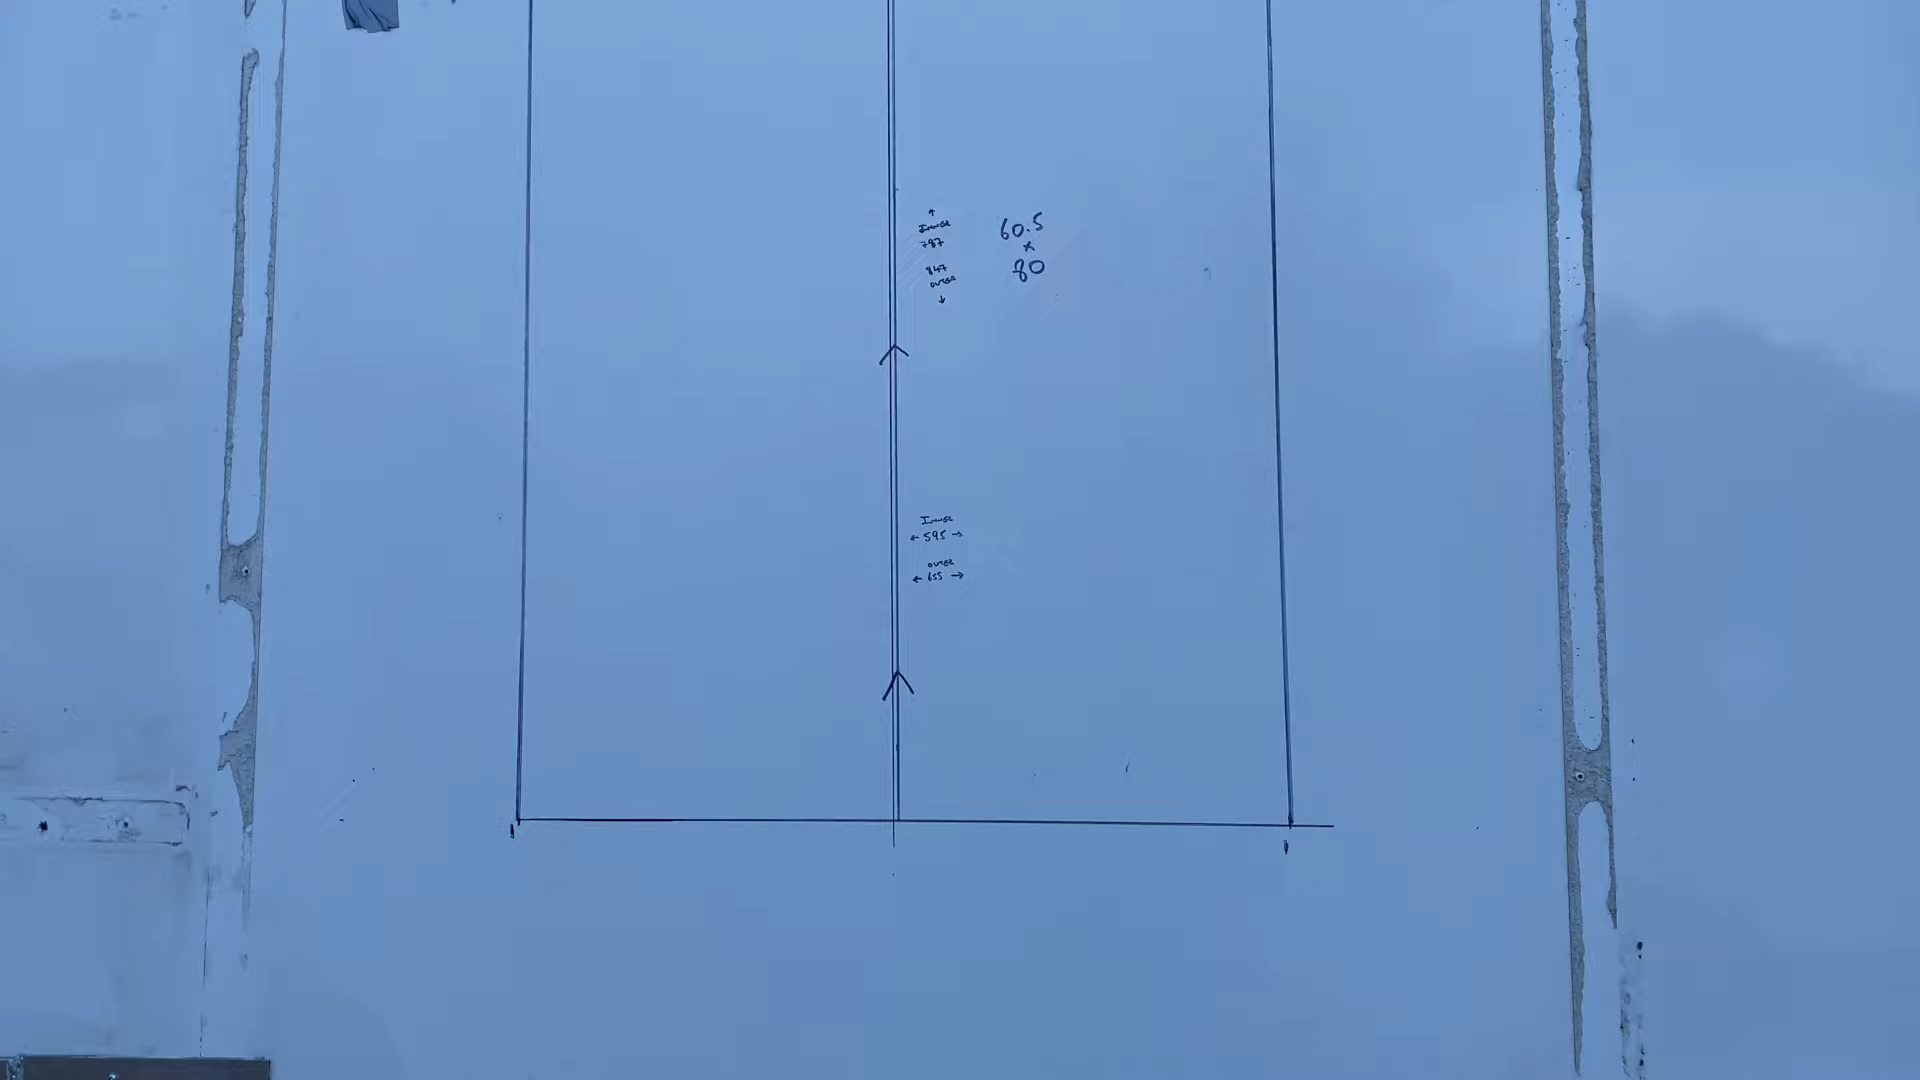 ↑
INNER
787
847
OUTER
↓
60.5
x
80
INNER
← 595 →
OUTER
← 655 →